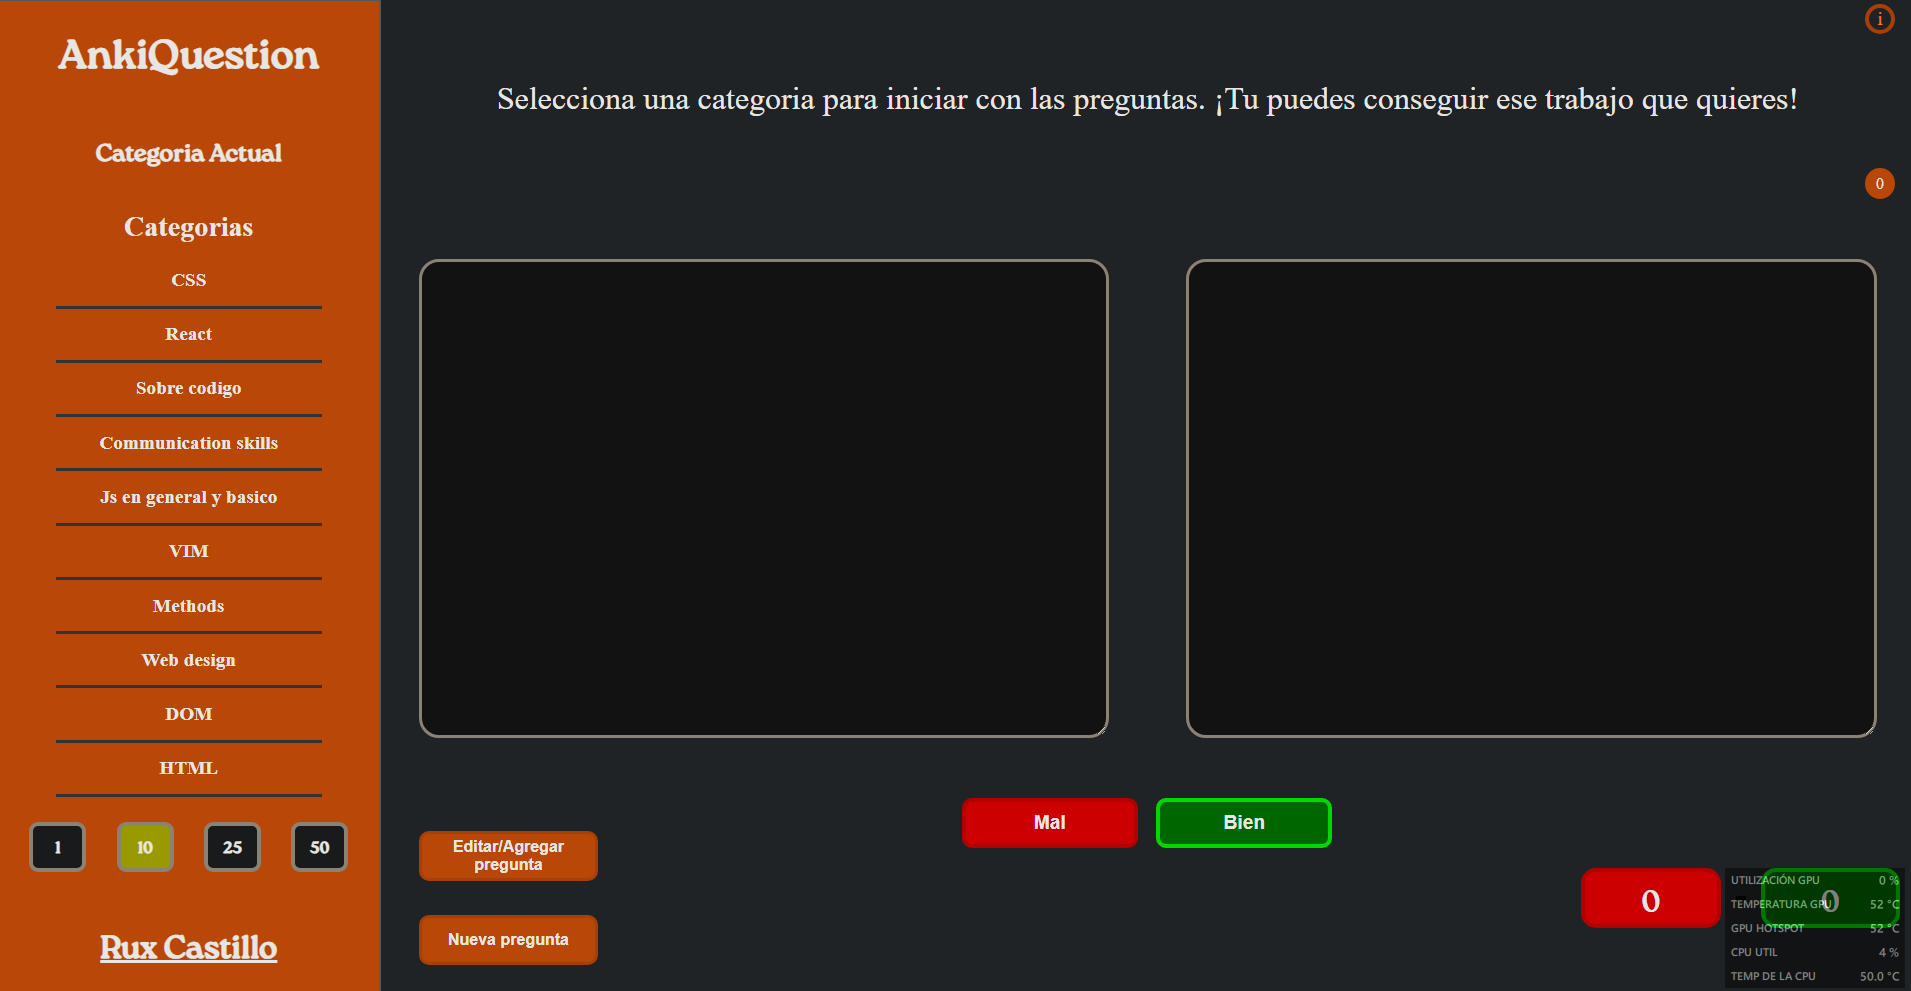 AnkiQuestion
Categoria Actual
Categorias
CSS
React
Sobre codigo
Communication skills
Js en general y basico
VIM
Methods
Web design
DOM
HTML
1 10 25 50
Rux Castillo
i
Selecciona una categoria para iniciar con las preguntas. ¡Tu puedes conseguir ese trabajo que quieres!
0
Mal Bien
Editar/Agregar
pregunta
Nueva pregunta
0 0
UTILIZACIÓN GPU 0 %
TEMPERATURA GPU 52 °C
GPU HOTSPOT 52 °C
CPU UTIL 4 %
TEMP DE LA CPU 50.0 °C